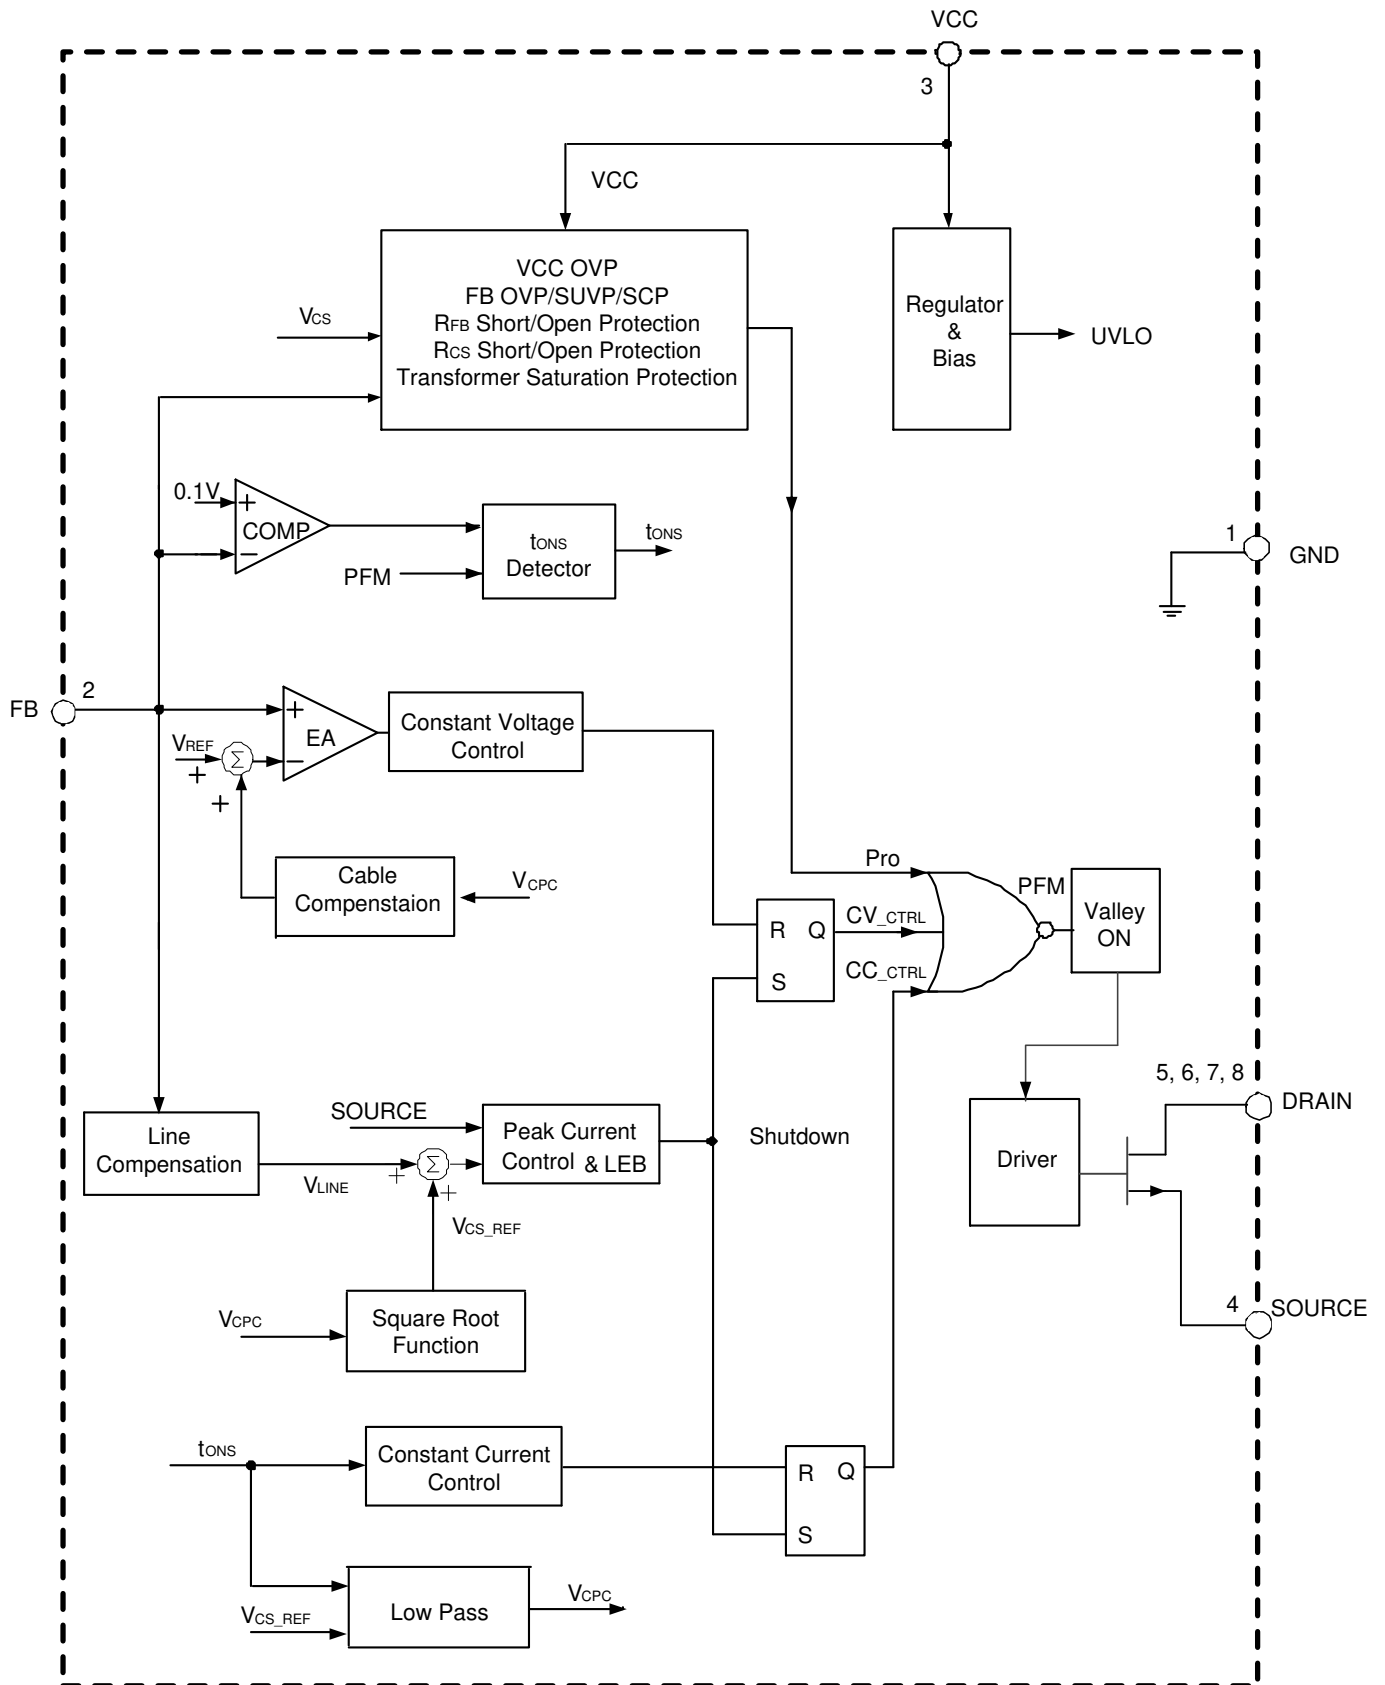 VCC
3
VCC
VCC OVP
FB OVP/SUVP/SCP
RFB Short/Open Protection
RCS Short/Open Protection
Transformer Saturation Protection
VCS
Regulator
&
Bias
UVLO
0.1V
+
COMP
−
PFM
tONS
Detector
tONS
1
GND
FB
2
+
EA
−
VREF
+
Σ
+
Constant Voltage
Control
Cable
Compenstaion
VCPC
Pro
CV_CTRL
CC_CTRL
R
Q
S
PFM
Valley
ON
5, 6, 7, 8
DRAIN
Line
Compensation
SOURCE
VLINE
+
Σ
+
Peak Current
Control & LEB
Shutdown
Driver
VCS_REF
VCPC
Square Root
Function
4
SOURCE
tONS
Constant Current
Control
R
Q
S
VCS_REF
Low Pass
VCPC